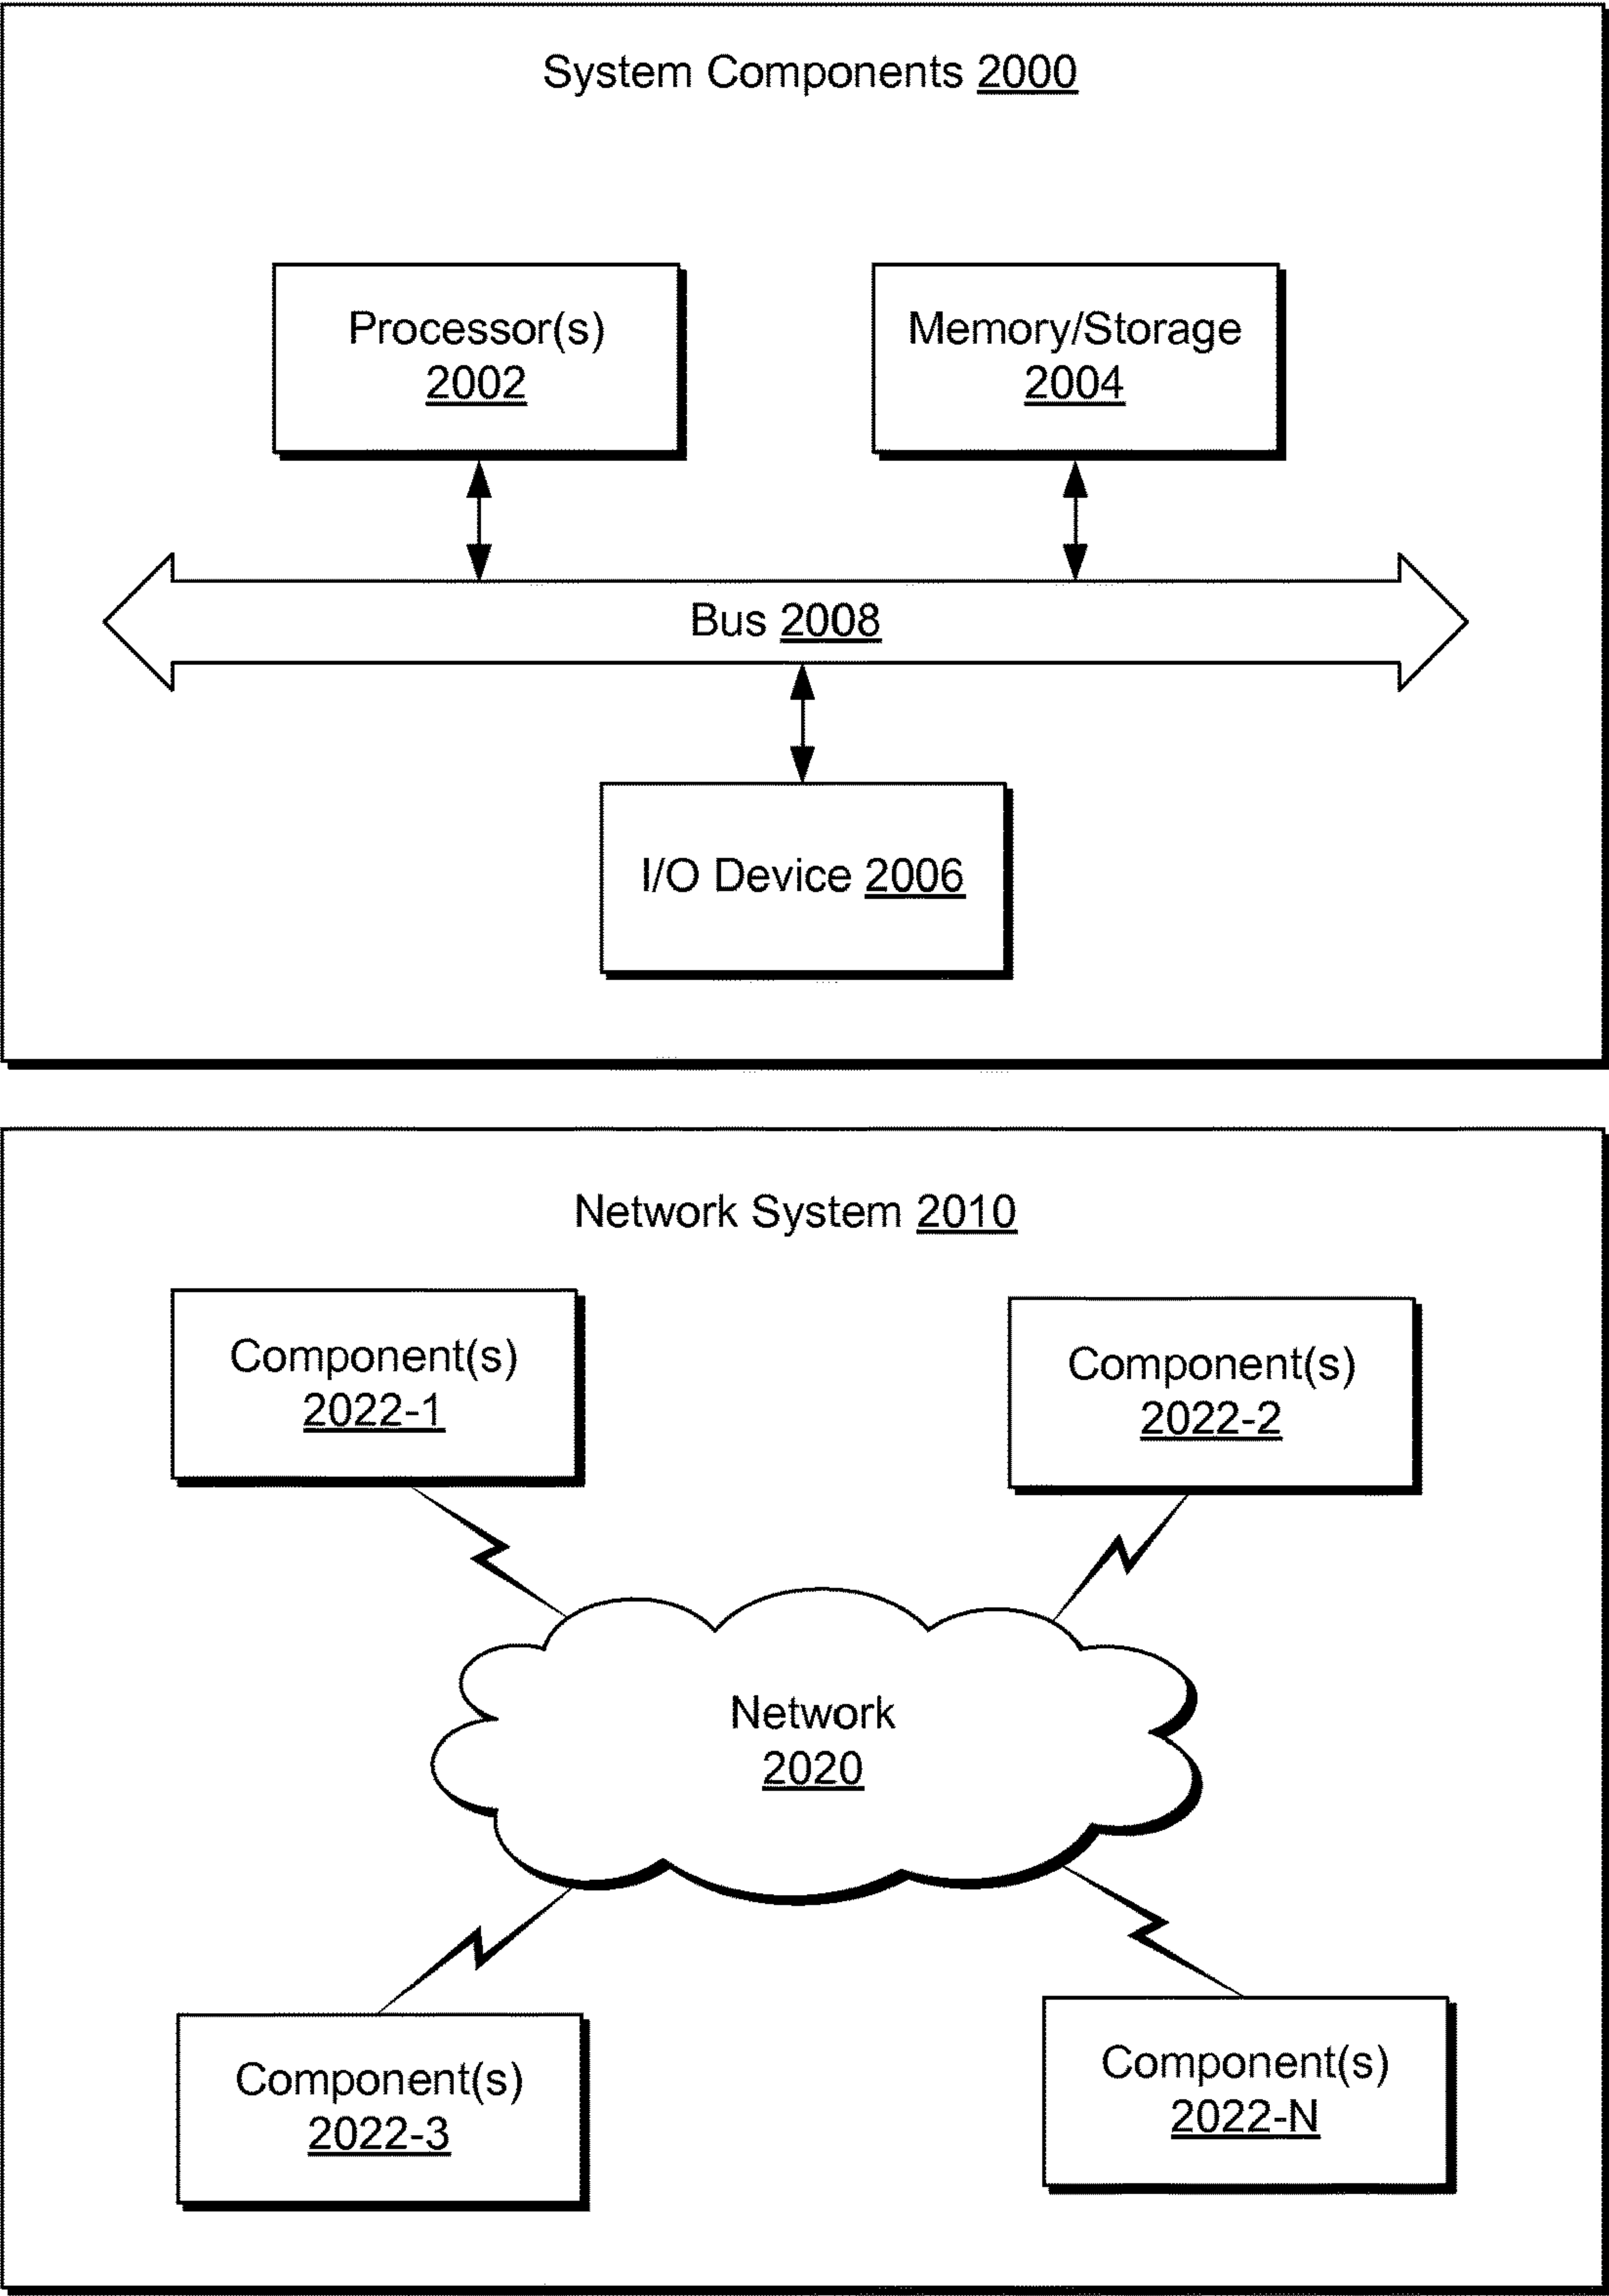 System Components 2000
Processor(s)
2002
Memory/Storage
2004
Bus 2008
I/O Device 2006
Network System 2010
Component(s)
2022-1
Component(s)
2022-2
Network
2020
Component(s)
2022-3
Component(s)
2022-N